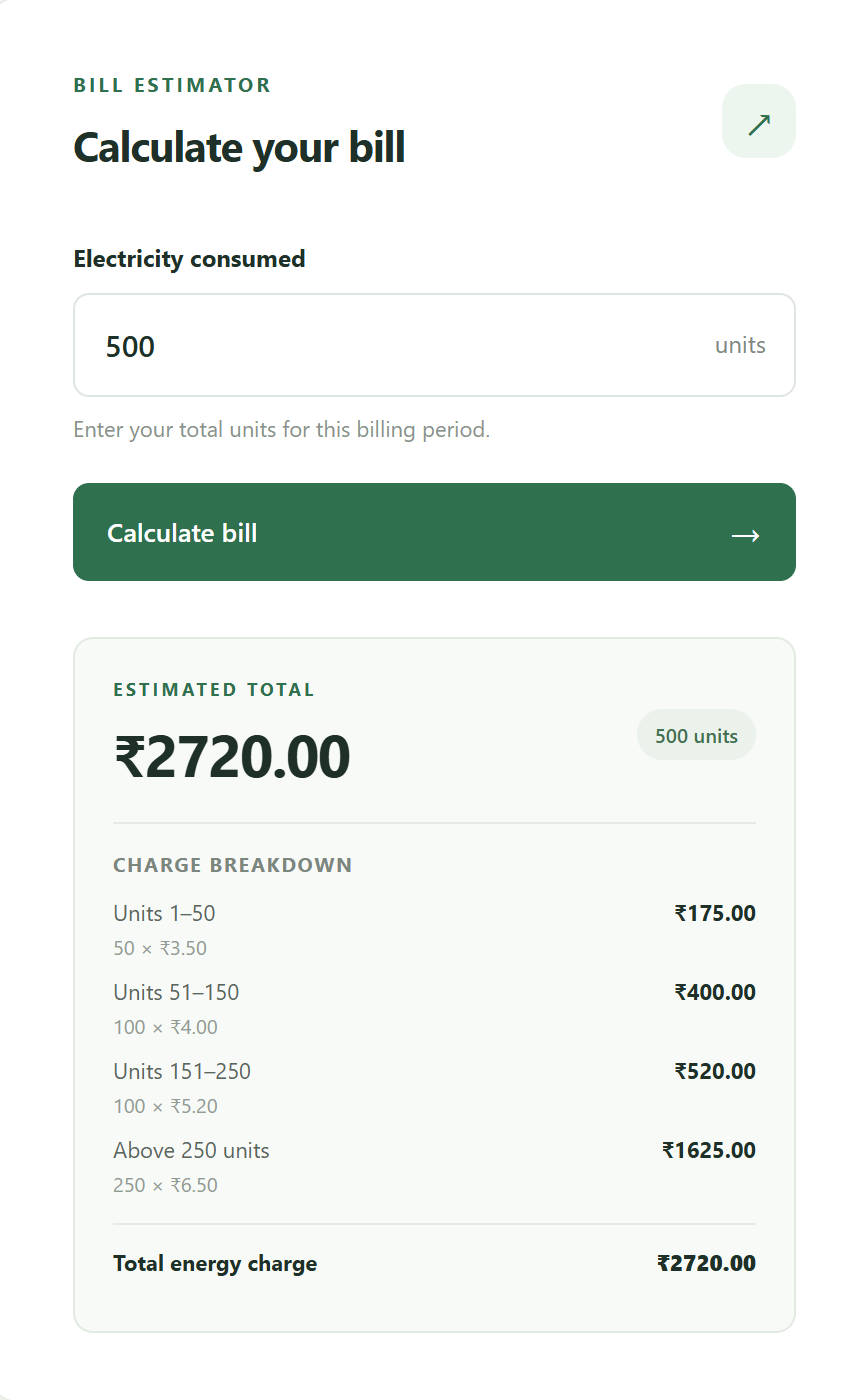 BILL ESTIMATOR
Calculate your bill
↗
Electricity consumed
500 units
Enter your total units for this billing period.
Calculate bill →
ESTIMATED TOTAL
₹2720.00
500 units
CHARGE BREAKDOWN
Units 1–50 ₹175.00
50 × ₹3.50
Units 51–150 ₹400.00
100 × ₹4.00
Units 151–250 ₹520.00
100 × ₹5.20
Above 250 units ₹1625.00
250 × ₹6.50
Total energy charge ₹2720.00